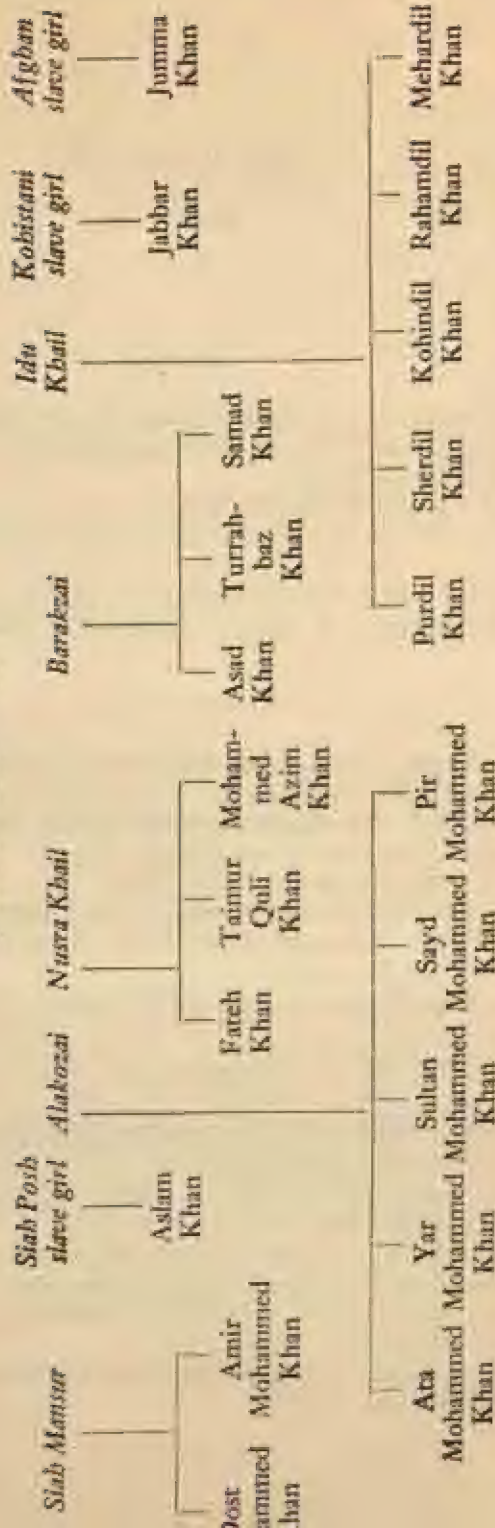 Siah Mansur
Siah Posh
slave girl
Alakozai
Nusra Khail
Barakzai
Idu
Khail
Kohistani
slave girl
Afghan
slave girl
Dost
ammed
han
Amir
Mohammed
Khan
Aslam
Khan
Fateh
Khan
Taimur
Quli
Khan
Moham-
med
Azim
Khan
Asad
Khan
Turrah-
baz
Khan
Samad
Khan
Jabbar
Khan
Jumma
Khan
Ata
Mohammed
Khan
Yar
Mohammed
Khan
Sultan
Mohammed
Khan
Sayd
Mohammed
Khan
Pir
Mohammed
Khan
Purdil
Khan
Sherdil
Khan
Kohindil
Khan
Rahamdil
Khan
Mehardil
Khan